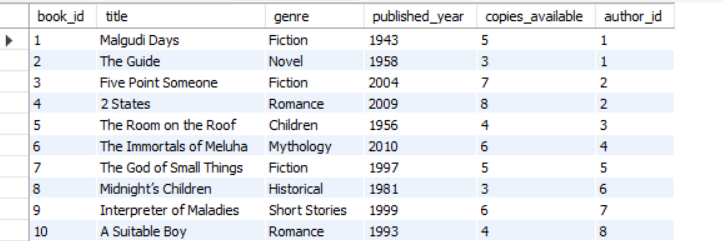 book_id title genre published_year copies_available author_id
1 Malgudi Days Fiction 1943 5 1
2 The Guide Novel 1958 3 1
3 Five Point Someone Fiction 2004 7 2
4 2 States Romance 2009 8 2
5 The Room on the Roof Children 1956 4 3
6 The Immortals of Meluha Mythology 2010 6 4
7 The God of Small Things Fiction 1997 5 5
8 Midnight’s Children Historical 1981 3 6
9 Interpreter of Maladies Short Stories 1999 6 7
10 A Suitable Boy Romance 1993 4 8